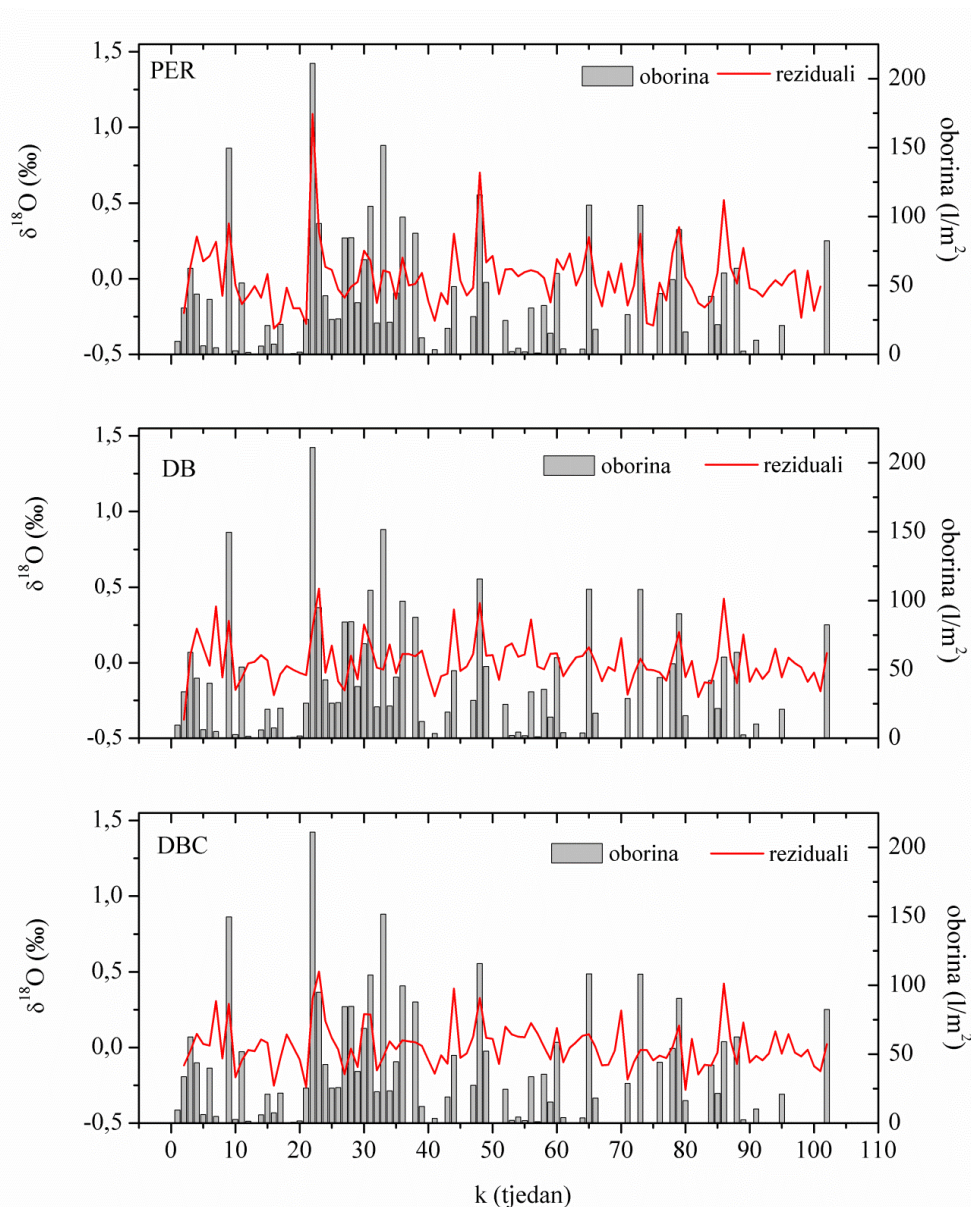 PER
oborina
reziduali
δ¹⁸O (‰)
1,5
1,0
0,5
0,0
-0,5
200
150
100
50
0
oborina (l/m²)
DB
oborina
reziduali
δ¹⁸O (‰)
1,5
1,0
0,5
0,0
-0,5
200
150
100
50
0
oborina (l/m²)
DBC
oborina
reziduali
δ¹⁸O (‰)
1,5
1,0
0,5
0,0
-0,5
200
150
100
50
0
oborina (l/m²)
0 10 20 30 40 50 60 70 80 90 100 110
k (tjedan)